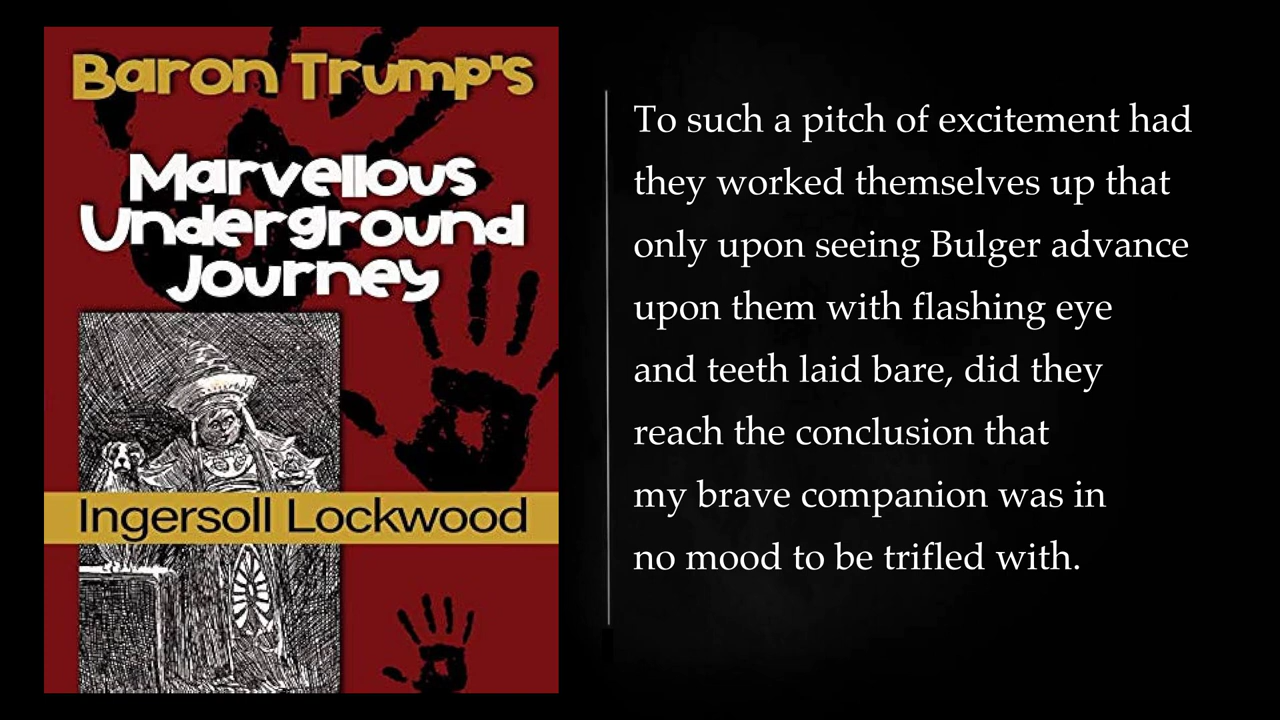 Baron Trump's
Marvellous
Underground
Journey
Ingersoll Lockwood
To such a pitch of excitement had
they worked themselves up that
only upon seeing Bulger advance
upon them with flashing eye
and teeth laid bare, did they
reach the conclusion that
my brave companion was in
no mood to be trifled with.